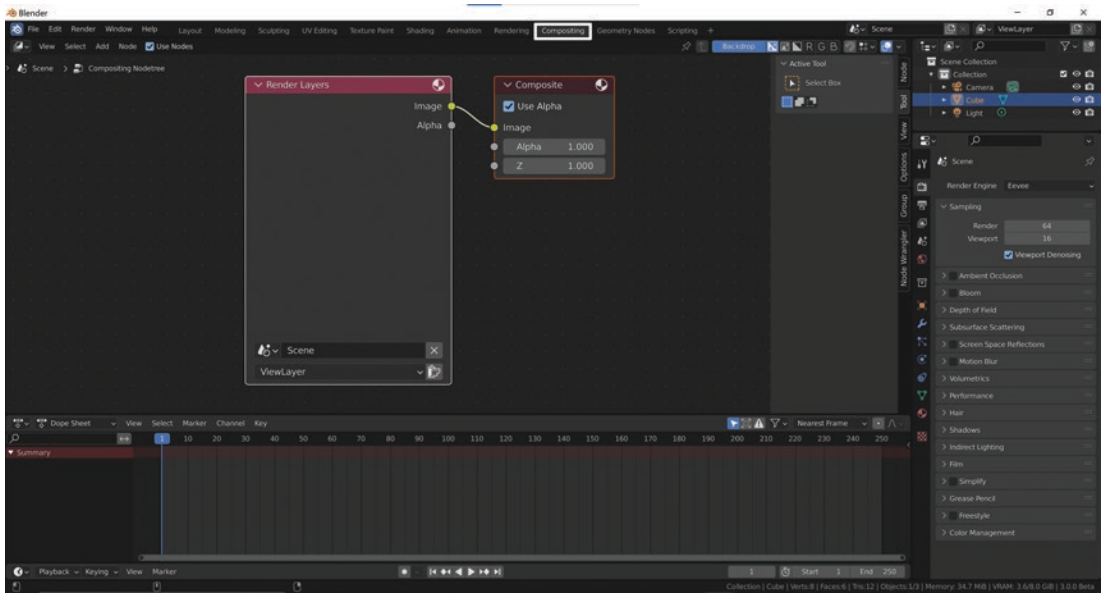 Blender
File Edit Render Window Help Layout Modeling Sculpting UV Editing Texture Paint Shading Animation Rendering Compositing Geometry Nodes Scripting + Scene ViewLayer
View Select Add Node Use Nodes Backdrop R G B
Scene > Compositing Nodetree
Render Layers
Image
Alpha
Scene
ViewLayer
Composite
Use Alpha
Image
Alpha 1.000
Z 1.000
Active Tool
Select Box
Node
Tool
View
Options
Group
Node Wrangler
Scene Collection
Collection
Camera
Cube
Light
Scene
Render Engine Eevee
Sampling
Render 64
Viewport 16
Viewport Denoising
Ambient Occlusion
Bloom
Depth of Field
Subsurface Scattering
Screen Space Reflections
Motion Blur
Volumetrics
Performance
Hair
Shadows
Indirect Lighting
Film
Simplify
Grease Pencil
Freestyle
Color Management
Dope Sheet View Select Marker Channel Key Nearest Frame
1 10 20 30 40 50 60 70 80 90 100 110 120 130 140 150 160 170 180 190 200 210 220 230 240 250
Summary
Playback Keying View Marker 1 Start 1 End 250
Collection | Cube | Verts:8 | Faces:6 | Tris:12 | Objects:1/3 | Memory: 34.7 MiB | VRAM: 3.6/8.0 GiB | 3.0.0 Beta